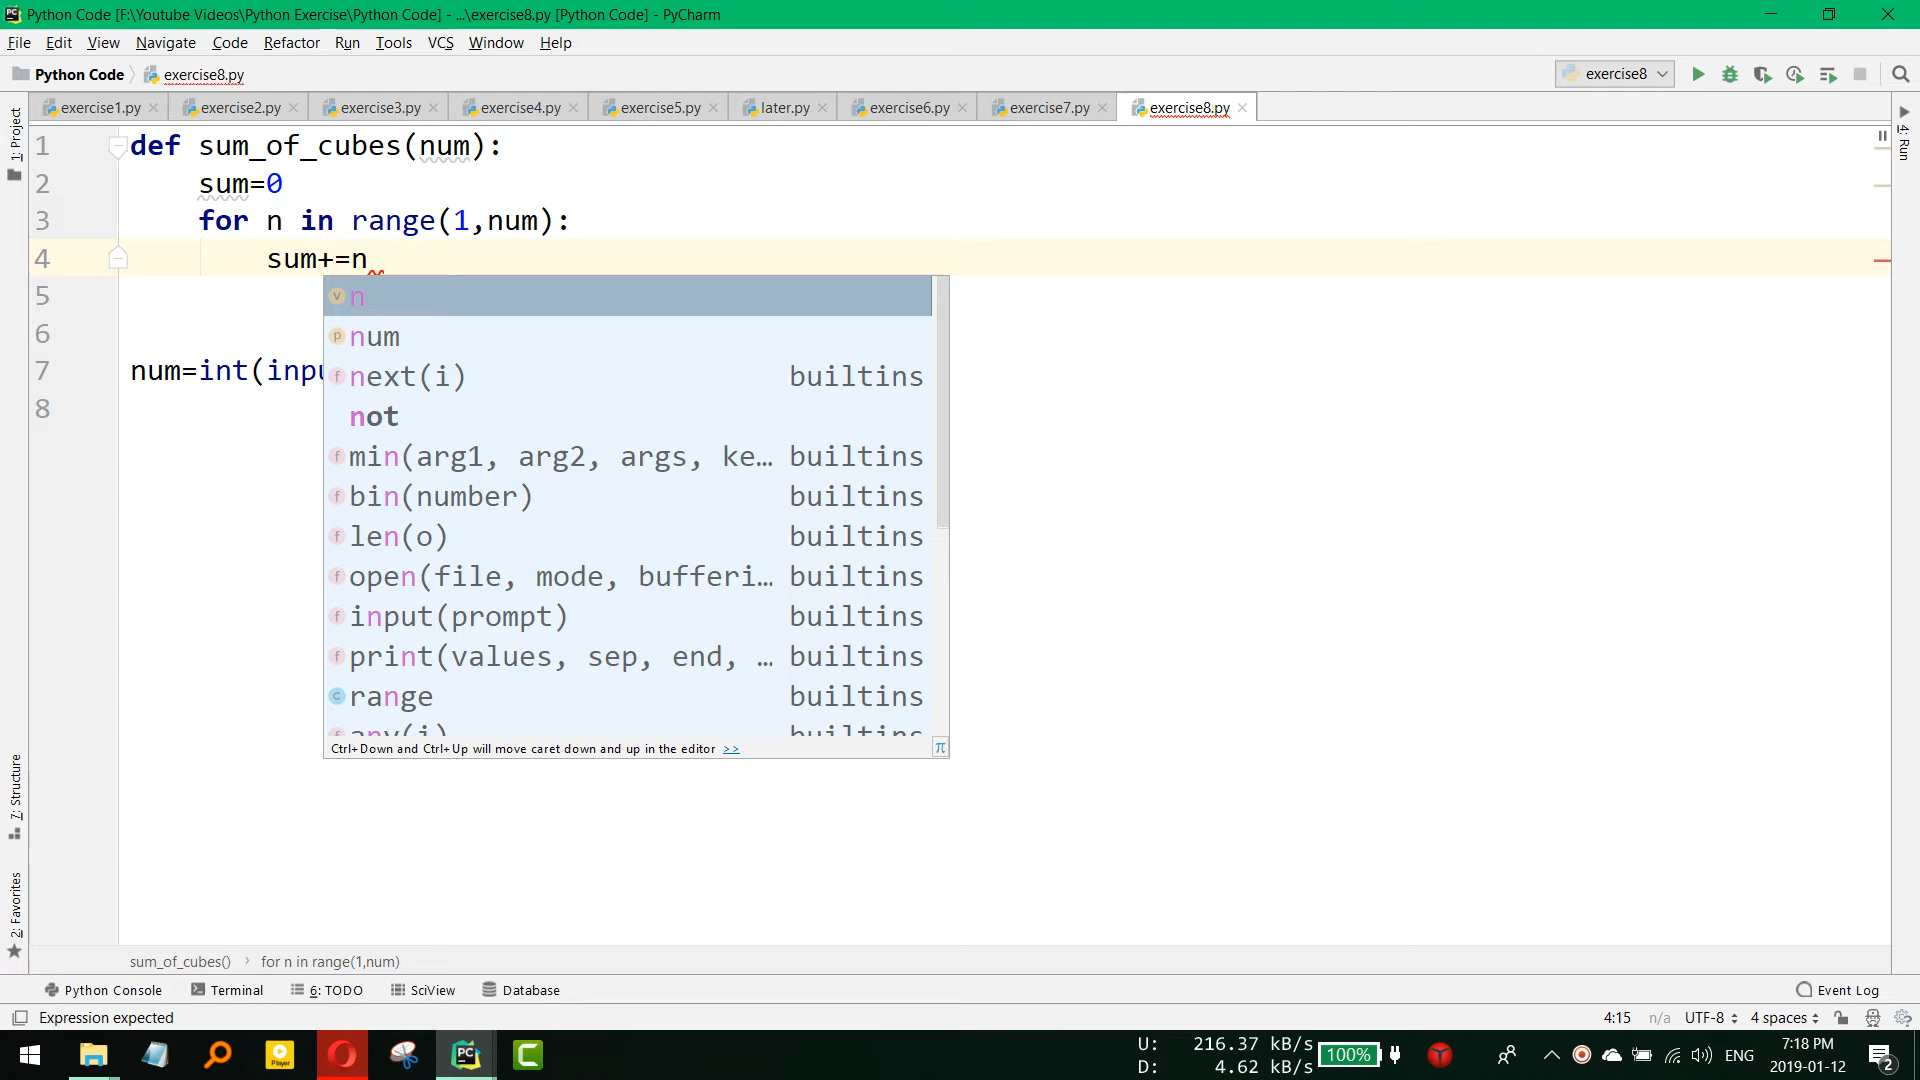 Python Code [F:\Youtube Videos\Python Exercise\Python Code] - ...\exercise8.py [Python Code] - PyCharm
File Edit View Navigate Code Refactor Run Tools VCS Window Help
Python Code exercise8.py exercise8
exercise1.py exercise2.py exercise3.py exercise4.py exercise5.py later.py exercise6.py exercise7.py exercise8.py
1: Project
4: Run
1 def sum_of_cubes(num):
2 sum=0
3 for n in range(1,num):
4 sum+=n
5
6
7 num=int(inpu
8
n
num
next(i) builtins
not
min(arg1, arg2, args, ke… builtins
bin(number) builtins
len(o) builtins
open(file, mode, bufferi… builtins
input(prompt) builtins
print(values, sep, end, … builtins
range builtins
any(i) builtins
Ctrl+Down and Ctrl+Up will move caret down and up in the editor >> π
7: Structure
2: Favorites
sum_of_cubes() › for n in range(1,num)
Python Console Terminal 6: TODO SciView Database Event Log
Expression expected 4:15 n/a UTF-8 4 spaces
U: 216.37 kB/s
D: 4.62 kB/s
100%
ENG
7:18 PM
2019-01-12
2
Player